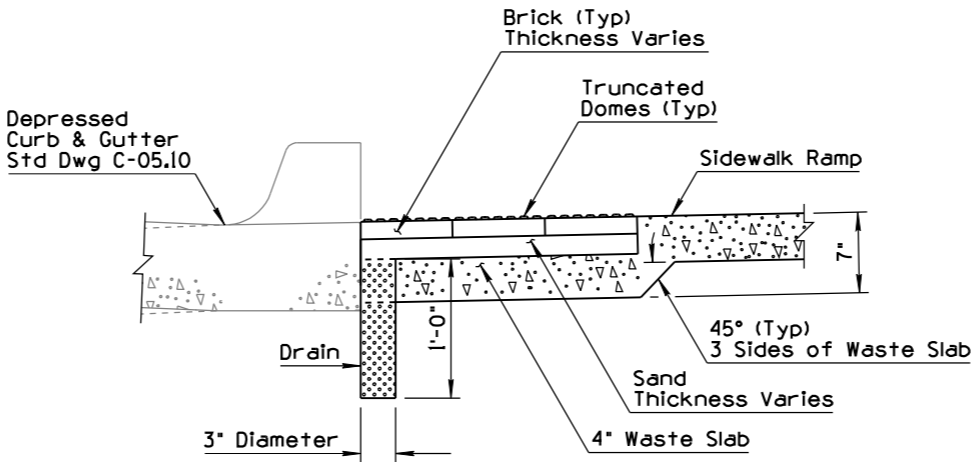 Brick (Typ)
Thickness Varies
Truncated
Domes (Typ)
Depressed
Curb & Gutter
Std Dwg C-05.10
Sidewalk Ramp
7"
1'-0"
45° (Typ)
3 Sides of Waste Slab
Drain
Sand
Thickness Varies
3" Diameter
4" Waste Slab